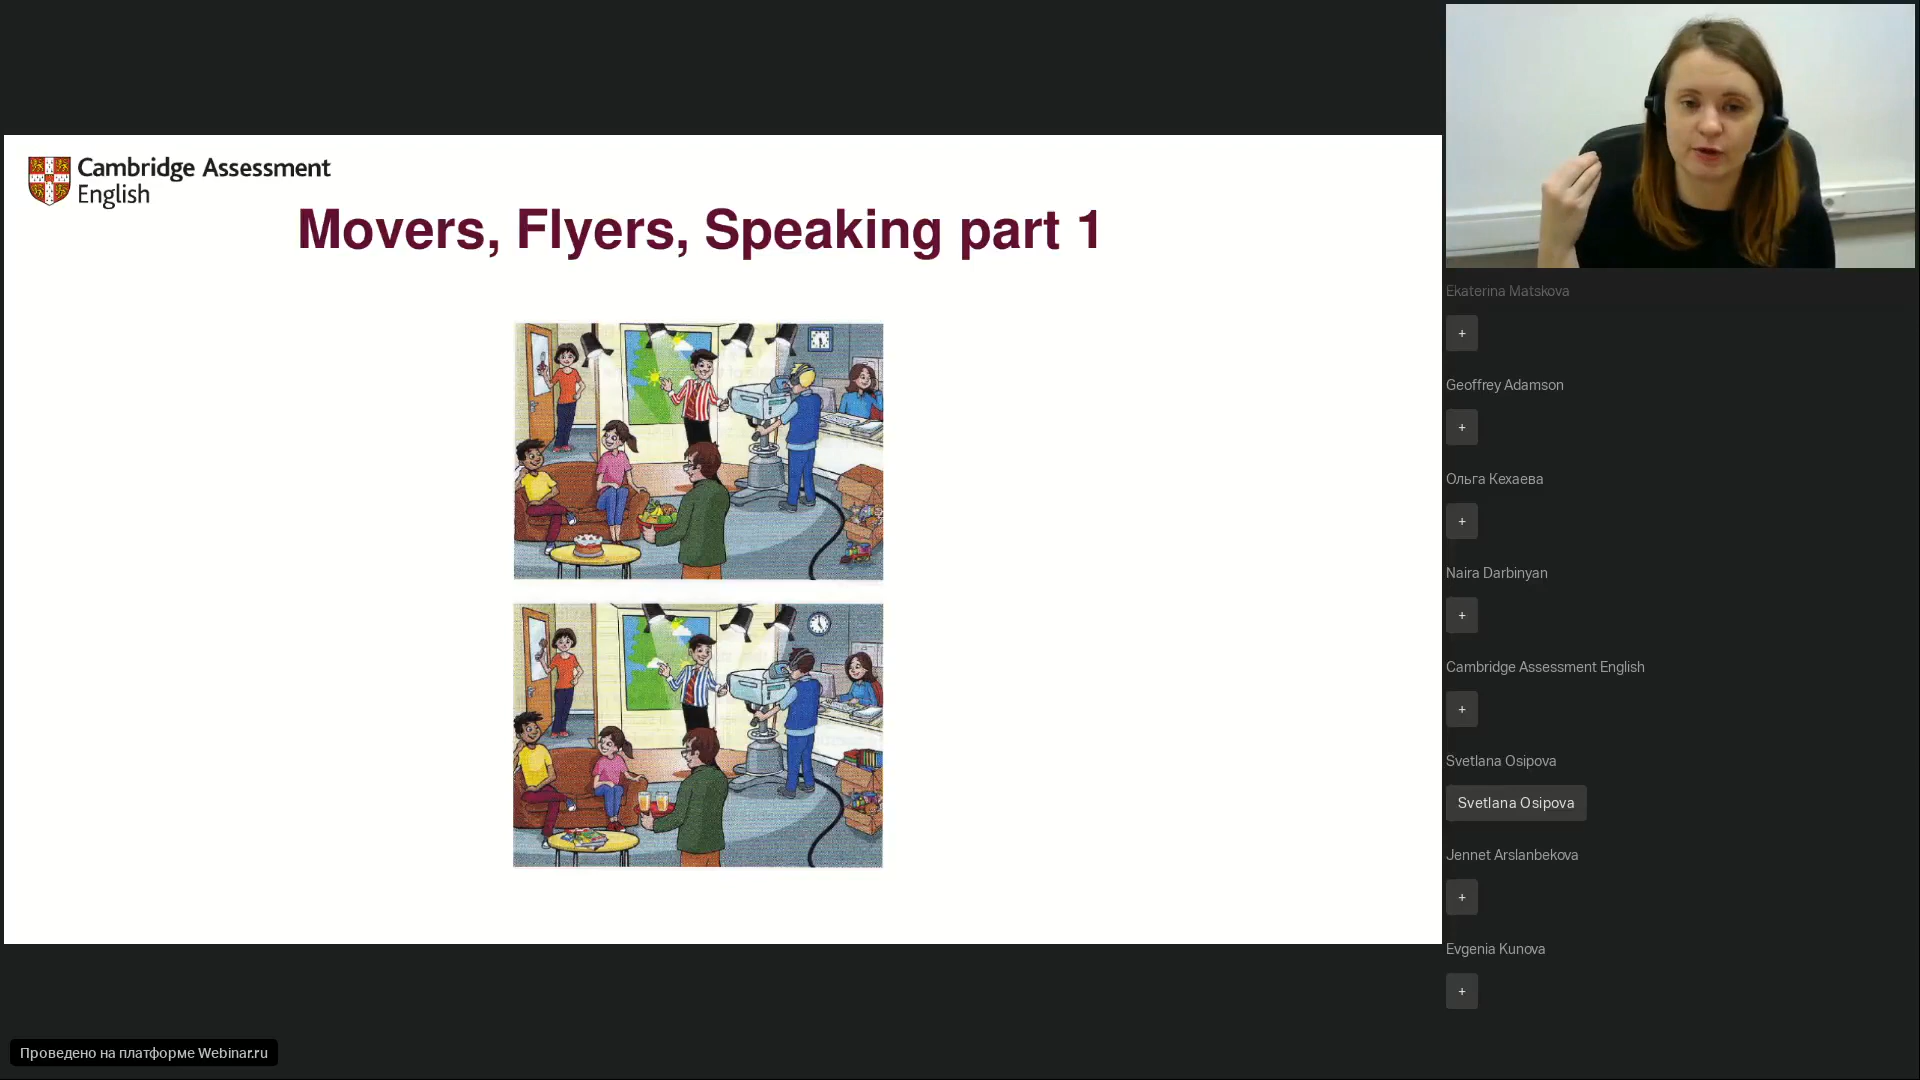 Cambridge Assessment
English
Movers, Flyers, Speaking part 1
Ekaterina Matskova
+
Geoffrey Adamson
+
Ольга Кехаева
+
Naira Darbinyan
+
Cambridge Assessment English
+
Svetlana Osipova
Svetlana Osipova
Jennet Arslanbekova
+
Evgenia Kunova
+
Проведено на платформе Webinar.ru